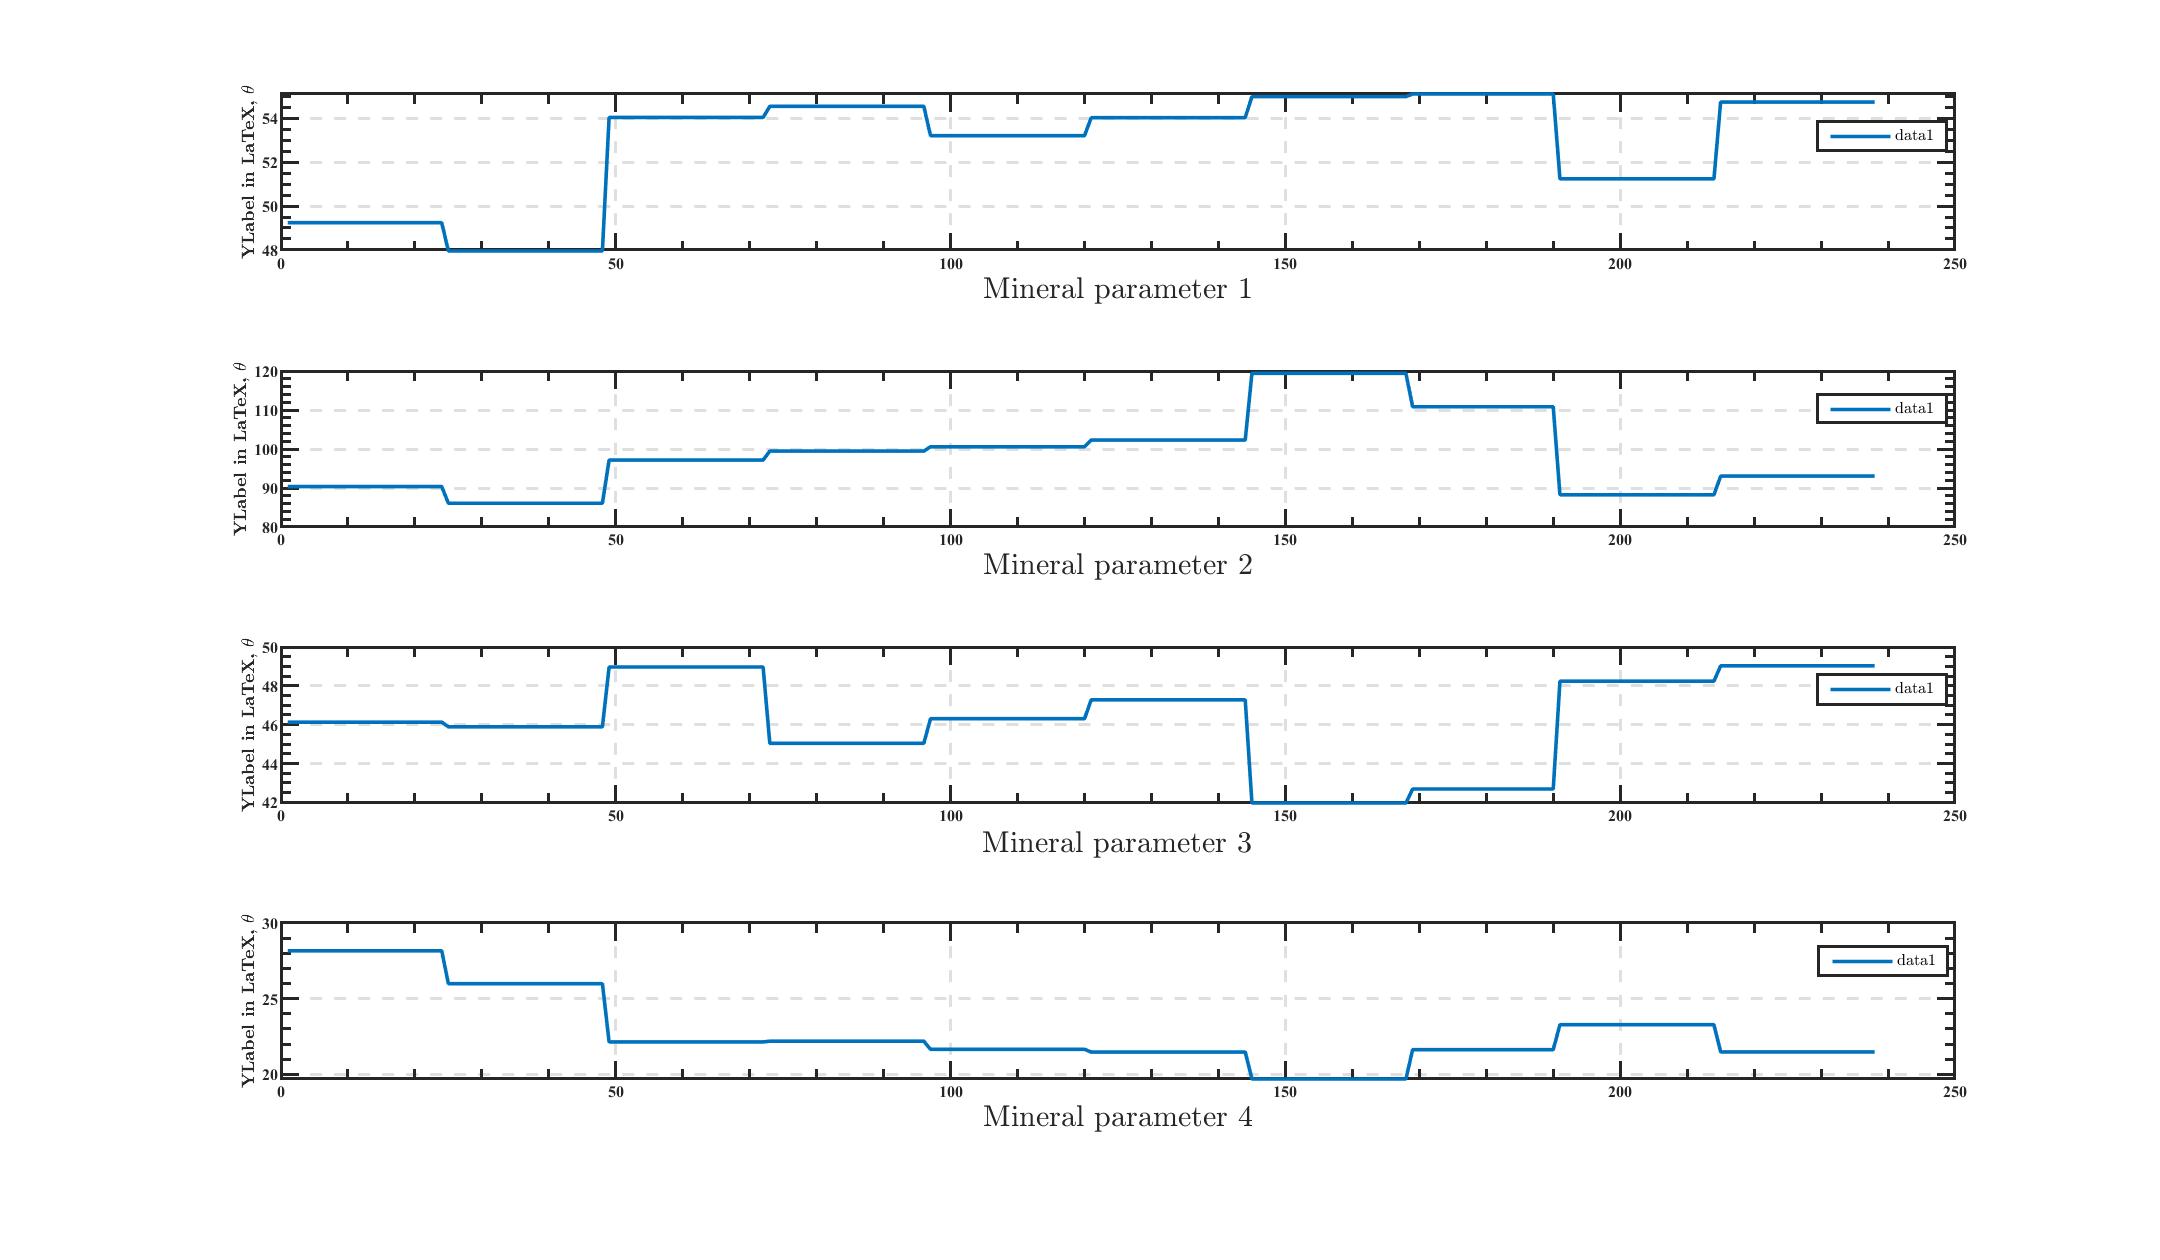 YLabel in LaTeX, θ
54
52
50
48
data1
0 50 100 150 200 250
Mineral parameter 1
YLabel in LaTeX, θ
120
110
100
90
80
data1
0 50 100 150 200 250
Mineral parameter 2
YLabel in LaTeX, θ
50
48
46
44
42
data1
0 50 100 150 200 250
Mineral parameter 3
YLabel in LaTeX, θ
30
25
20
data1
0 50 100 150 200 250
Mineral parameter 4